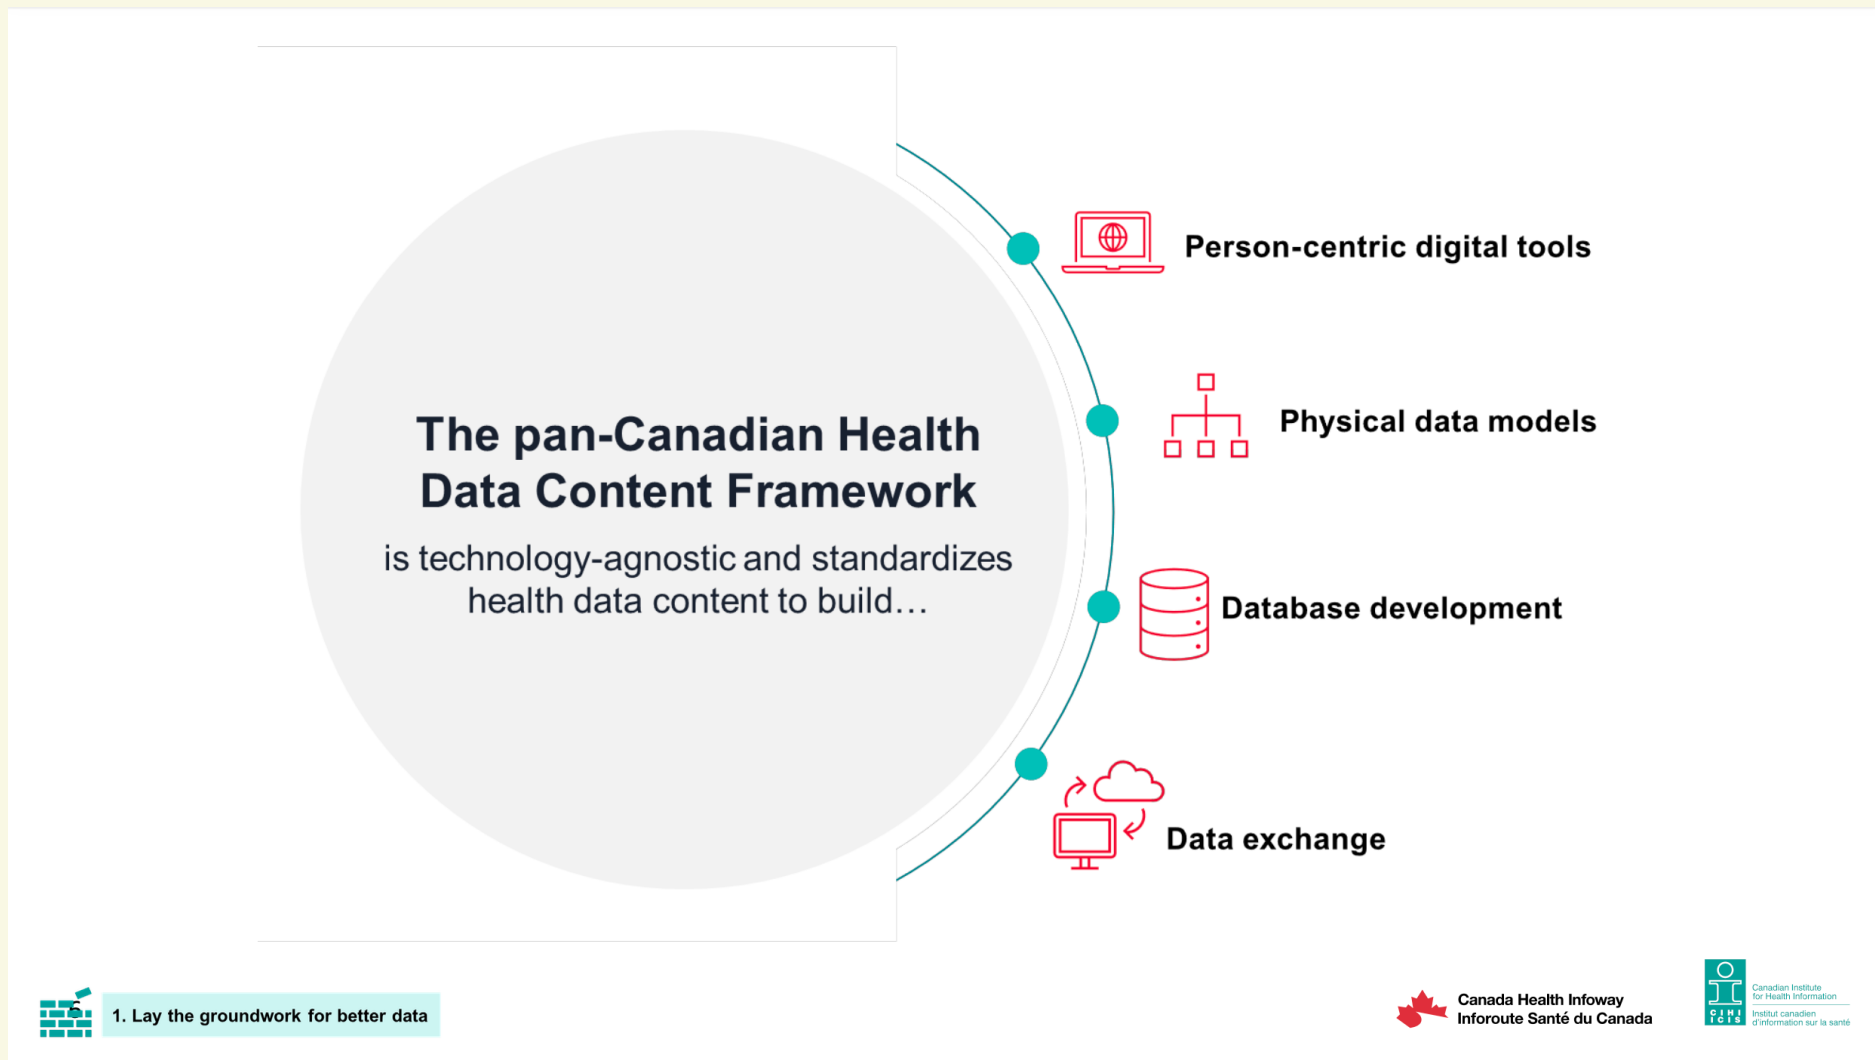 The pan-Canadian Health
Data Content Framework
is technology-agnostic and standardizes
health data content to build…
Person-centric digital tools
Physical data models
Database development
Data exchange
1. Lay the groundwork for better data
Canada Health Infoway
Inforoute Santé du Canada
CIHI
ICIS
Canadian Institute
for Health Information
Institut canadien
d'information sur la santé